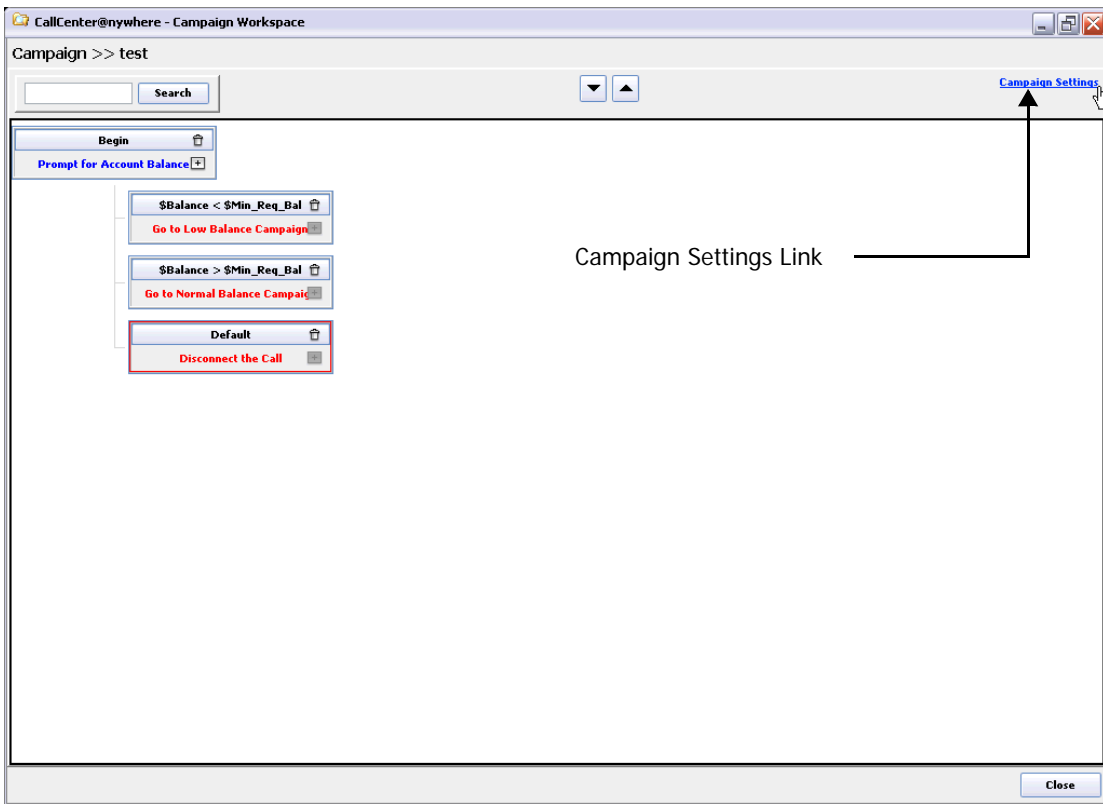 CallCenter@nywhere - Campaign Workspace
Campaign >> test
Search
Campaign Settings
Begin
Prompt for Account Balance
$Balance < $Min_Req_Bal
Go to Low Balance Campaign
Campaign Settings Link
$Balance > $Min_Req_Bal
Go to Normal Balance Campaig
Default
Disconnect the Call
Close